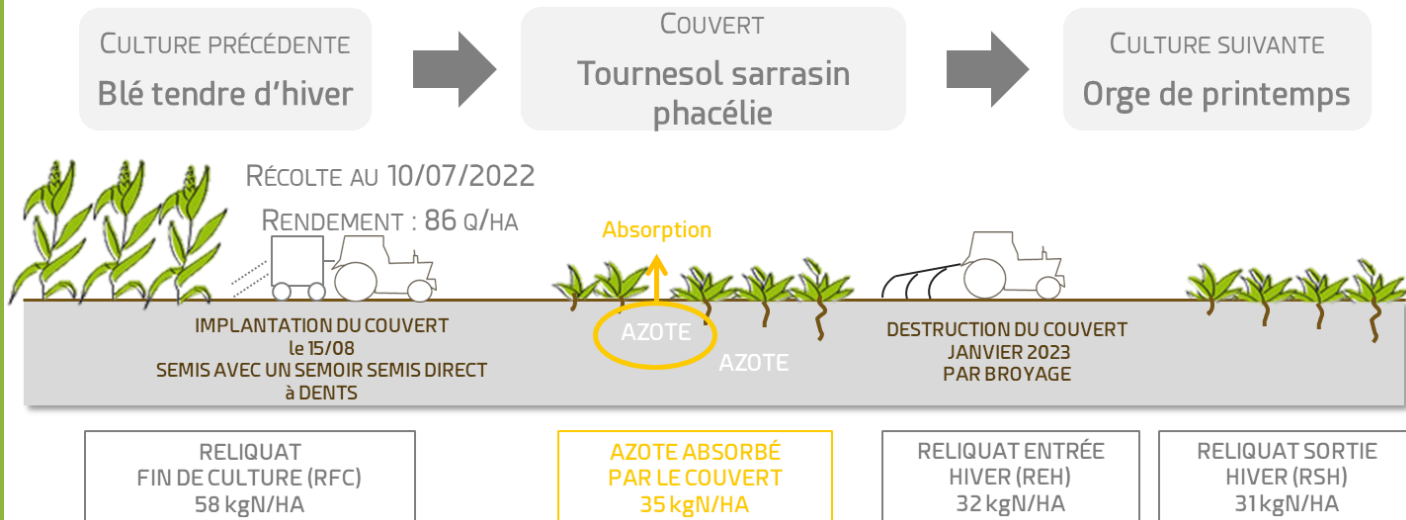 CULTURE PRÉCÉDENTE
Blé tendre d'hiver
COUVERT
Tournesol sarrasin
phacélie
CULTURE SUIVANTE
Orge de printemps
RÉCOLTE AU 10/07/2022
RENDEMENT : 86 Q/HA
Absorption
IMPLANTATION DU COUVERT
le 15/08
SEMIS AVEC UN SEMOIR SEMIS DIRECT
à DENTS
AZOTE
AZOTE
DESTRUCTION DU COUVERT
JANVIER 2023
PAR BROYAGE
RELIQUAT
FIN DE CULTURE (RFC)
58 kgN/HA
AZOTE ABSORBÉ
PAR LE COUVERT
35 kgN/HA
RELIQUAT ENTRÉE
HIVER (REH)
32 kgN/HA
RELIQUAT SORTIE
HIVER (RSH)
31 kgN/HA